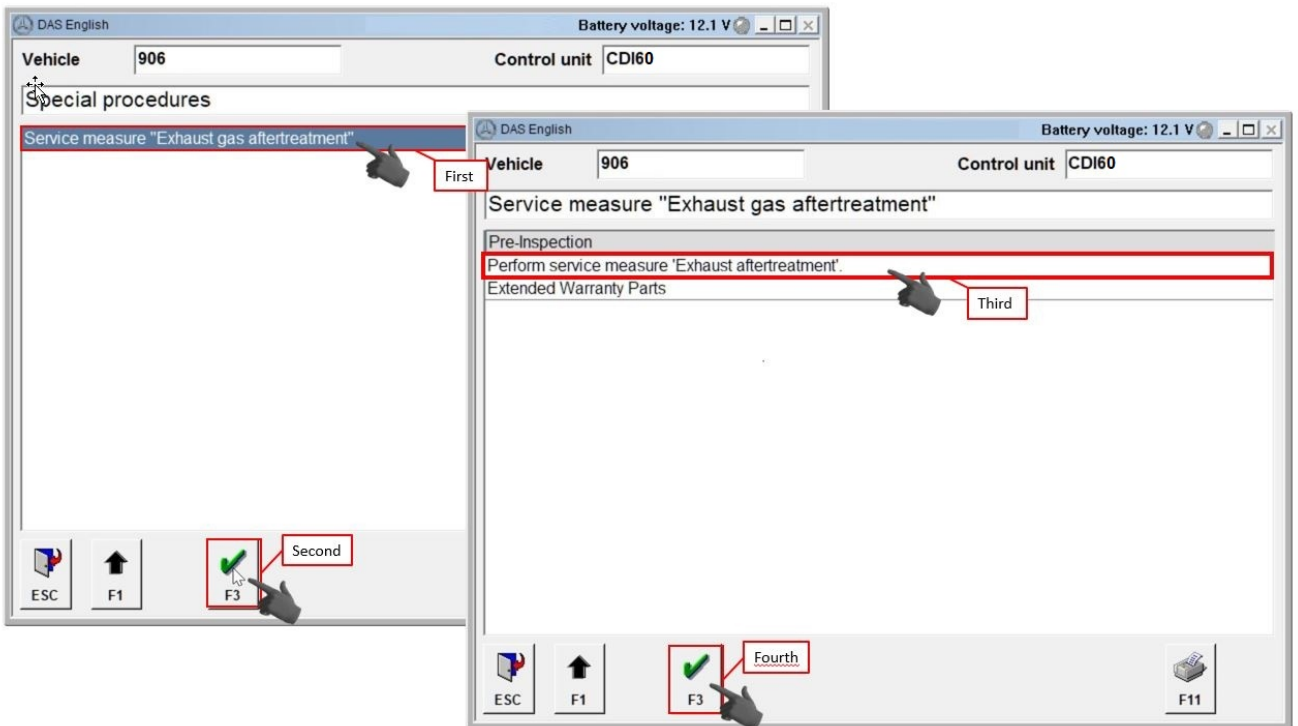 DAS English
Battery voltage: 12.1 V
Vehicle
906
Control unit
CDI60
Special procedures
Service measure "Exhaust gas aftertreatment"
First
Second
ESC
F1
F3
DAS English
Battery voltage: 12.1 V
Vehicle
906
Control unit
CDI60
Service measure "Exhaust gas aftertreatment"
Pre-Inspection
Perform service measure 'Exhaust aftertreatment'.
Extended Warranty Parts
Third
Fourth
ESC
F1
F3
F11